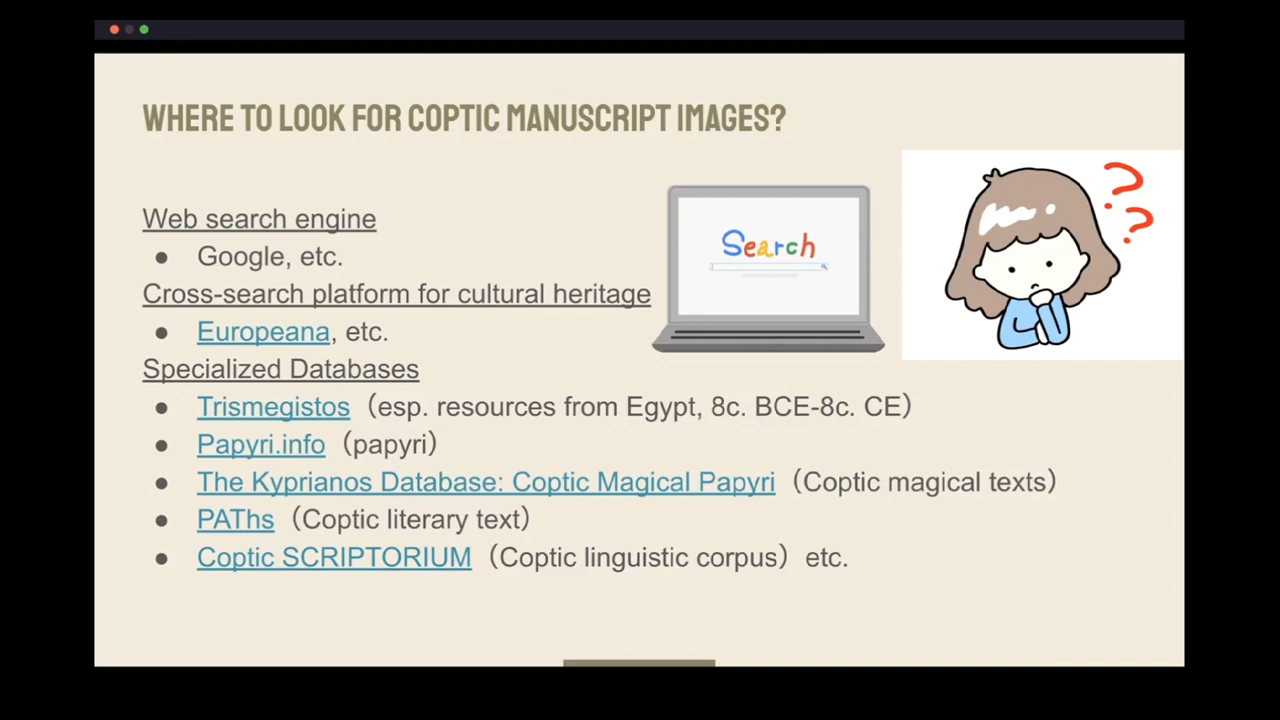 WHERE TO LOOK FOR COPTIC MANUSCRIPT IMAGES?
Web search engine
● Google, etc.
Cross-search platform for cultural heritage
● Europeana, etc.
Specialized Databases
● Trismegistos（esp. resources from Egypt, 8c. BCE-8c. CE）
● Papyri.info（papyri）
● The Kyprianos Database: Coptic Magical Papyri（Coptic magical texts）
● PAThs（Coptic literary text）
● Coptic SCRIPTORIUM（Coptic linguistic corpus）etc.
Search
? ?